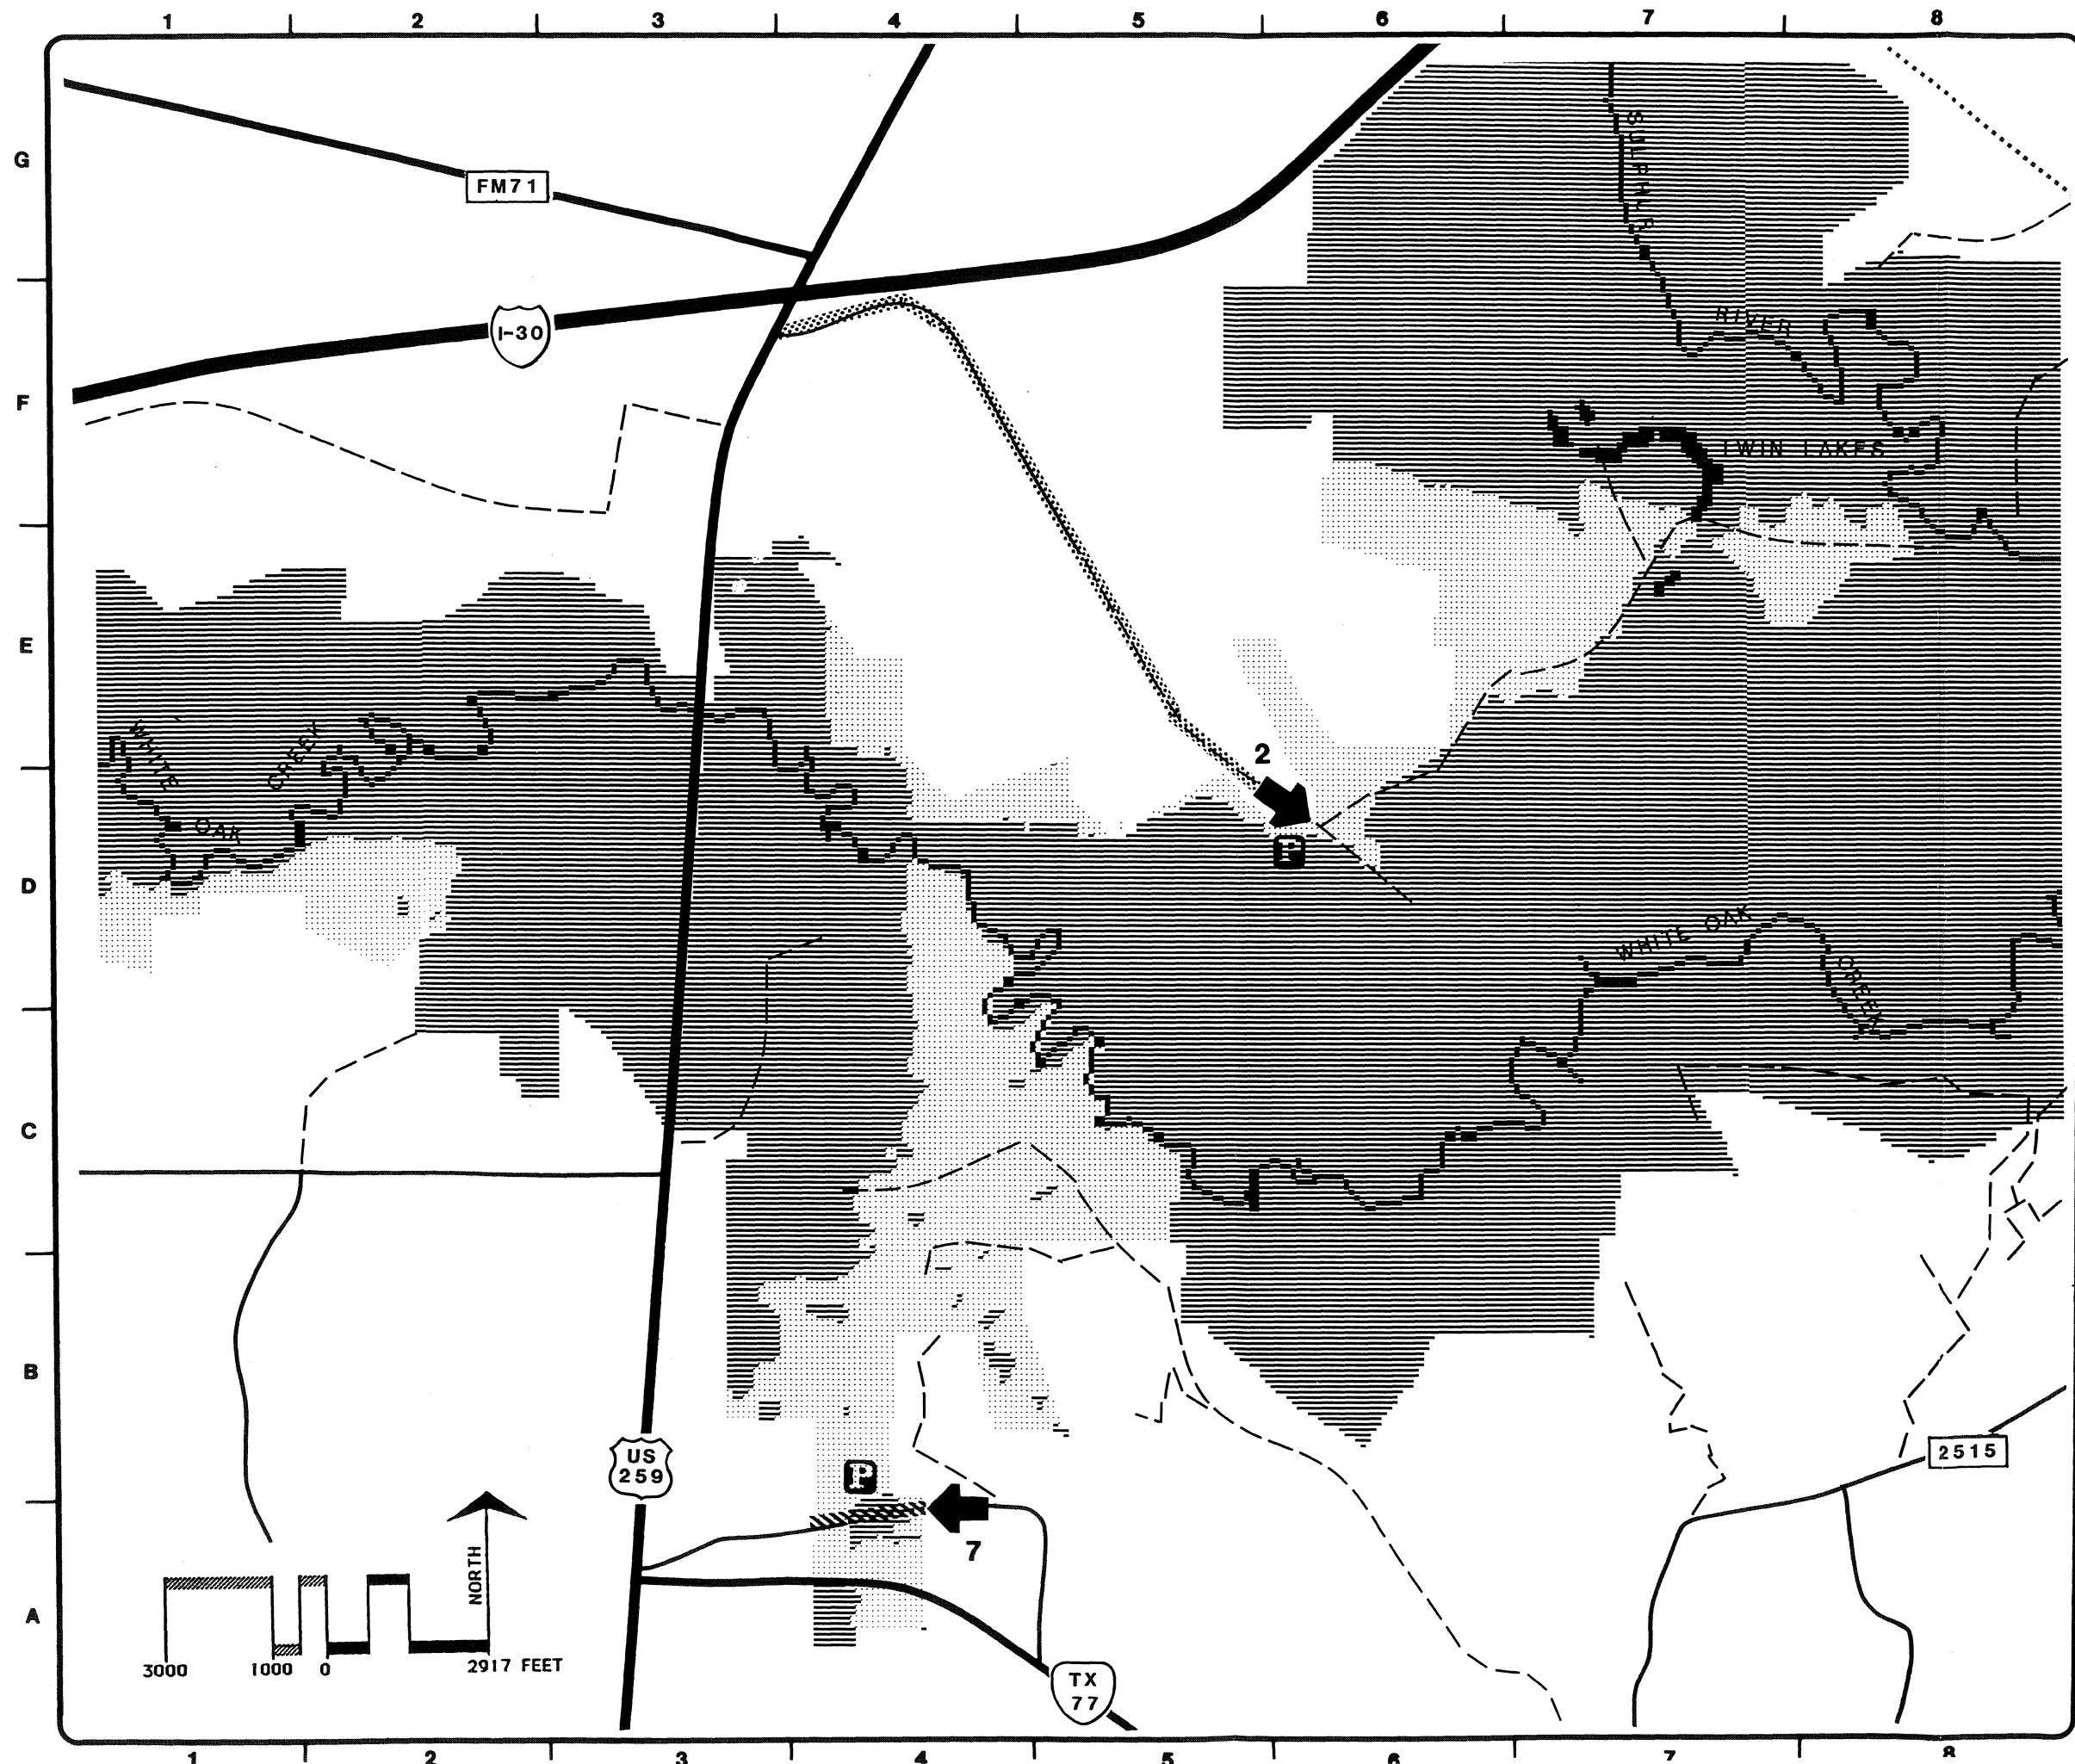 1 2 3 4 5 6 7 8
G
FM71
SULPHUR
RIVER
I-30
F
TWIN LAKES
E
WHITE
OAK
CREEK
2
P
D
WHITE OAK
CREEK
C
B
US
259
P
2515
7
NORTH
A
3000 1000 0 2917 FEET
TX
77
1 2 3 4 5 6 7 8